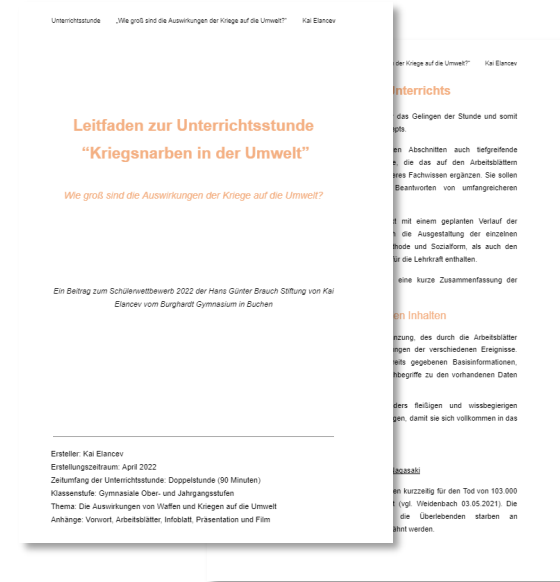 Unterrichtsstunde „Wie groß sind die Auswirkungen der Kriege auf die Umwelt?“ Kai Elancev
Leitfaden zur Unterrichtsstunde
“Kriegsnarben in der Umwelt”
Wie groß sind die Auswirkungen der Kriege auf die Umwelt?
Ein Beitrag zum Schülerwettbewerb 2022 der Hans Günter Brauch Stiftung von Kai
Elancev vom Burghardt Gymnasium in Buchen
Ersteller: Kai Elancev
Erstellungszeitraum: April 2022
Zeitumfang der Unterrichtsstunde: Doppelstunde (90 Minuten)
Klassenstufe: Gymnasiale Ober- und Jahrgangsstufen
Thema: Die Auswirkungen von Waffen und Kriegen auf die Umwelt
Anhänge: Vorwort, Arbeitsblätter, Infoblatt, Präsentation und Film
der Kriege auf die Umwelt?“ Kai Elancev
Unterrichts
das Gelingen der Stunde und somit
pts.
en Abschnitten auch tiefgreifende
e, die das auf den Arbeitsblättern
eres Fachwissen ergänzen. Sie sollen
Beantworten von umfangreicheren
t mit einem geplanten Verlauf der
n die Ausgestaltung der einzelnen
thode und Sozialform, als auch den
für die Lehrkraft enthalten.
eine kurze Zusammenfassung der
en Inhalten
nzung, des durch die Arbeitsblätter
ngen der verschiedenen Ereignisse.
eits gegebenen Basisinformationen,
hbegriffe zu den vorhandenen Daten
ders fleißigen und wissbegierigen
gen, damit sie sich vollkommen in das
Nagasaki
en kurzzeitig für den Tod von 103.000
t (vgl. Weidenbach 03.05.2021). Die
die Überlebenden starben an
ähnt werden.